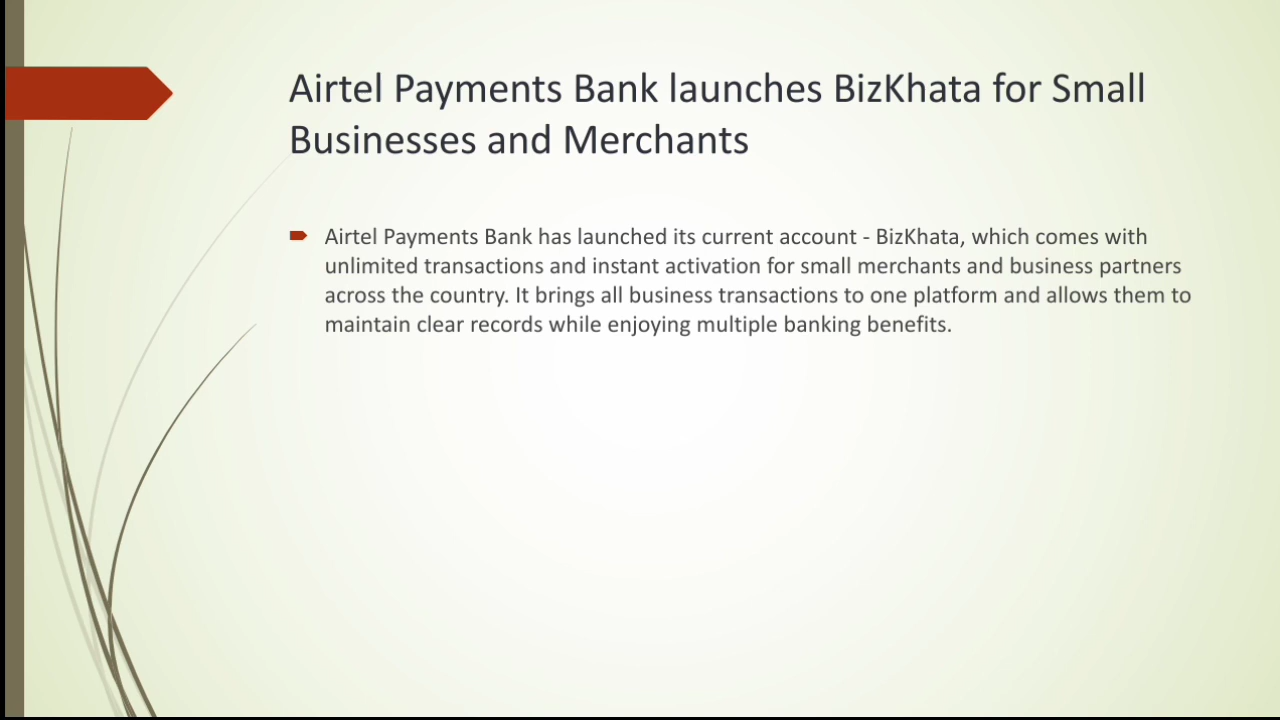 Airtel Payments Bank launches BizKhata for Small
Businesses and Merchants
Airtel Payments Bank has launched its current account - BizKhata, which comes with
unlimited transactions and instant activation for small merchants and business partners
across the country. It brings all business transactions to one platform and allows them to
maintain clear records while enjoying multiple banking benefits.